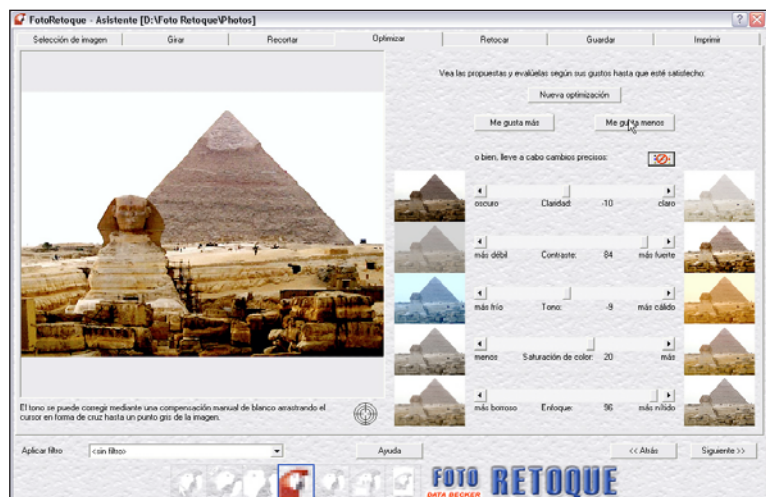 FotoRetoque - Asistente [D:\Foto Retoque\Photos]
Selección de imagen Girar Recortar Optimizar Retocar Guardar Imprimir
Vea las propuestas y evalúelas según sus gustos hasta que esté satisfecho:
Nueva optimización
Me gusta más Me gusta menos
o bien, lleve a cabo cambios precisos:
oscuro Claridad: -10 claro
más débil Contraste: 84 más fuerte
más frío Tono: -9 más cálido
menos Saturación de color: 20 más
más borroso Enfoque: 96 más nítido
El tono se puede corregir mediante una compensación manual de blanco arrastrando el
cursor en forma de cruz hasta un punto gris de la imagen.
Aplicar filtro <sin filtro> Ayuda << Atrás Siguiente >>
FOTO RETOQUE
DATA BECKER